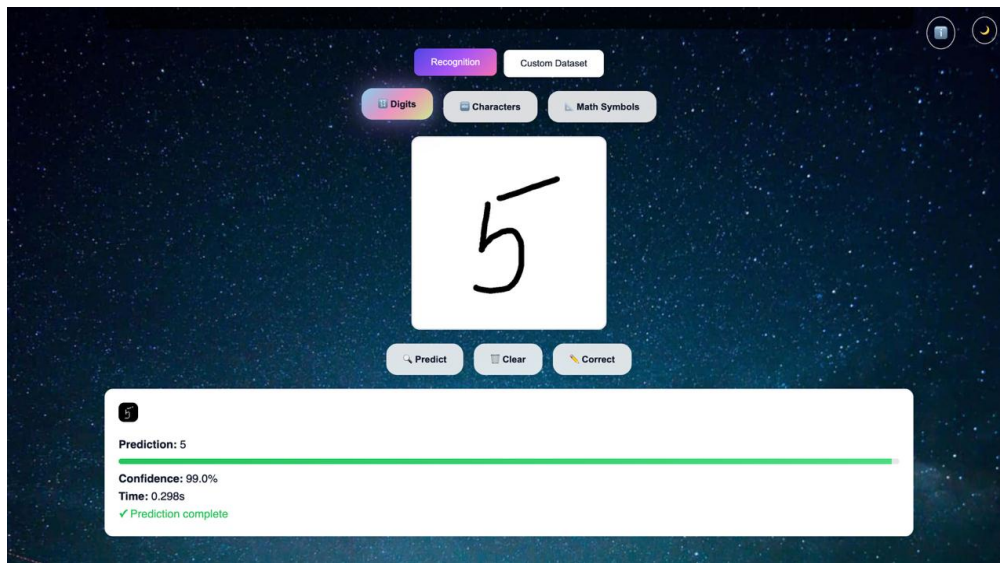 Recognition Custom Dataset
Digits Characters Math Symbols
5
Predict Clear Correct
5
Prediction: 5
Confidence: 99.0%
Time: 0.298s
✓ Prediction complete